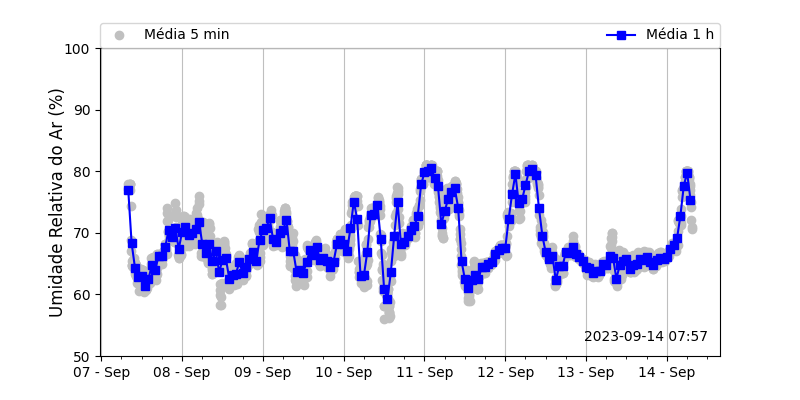 Média 5 min
Média 1 h
Umidade Relativa do Ar (%)
100
90
80
70
60
50
2023-09-14 07:57
07 - Sep
08 - Sep
09 - Sep
10 - Sep
11 - Sep
12 - Sep
13 - Sep
14 - Sep